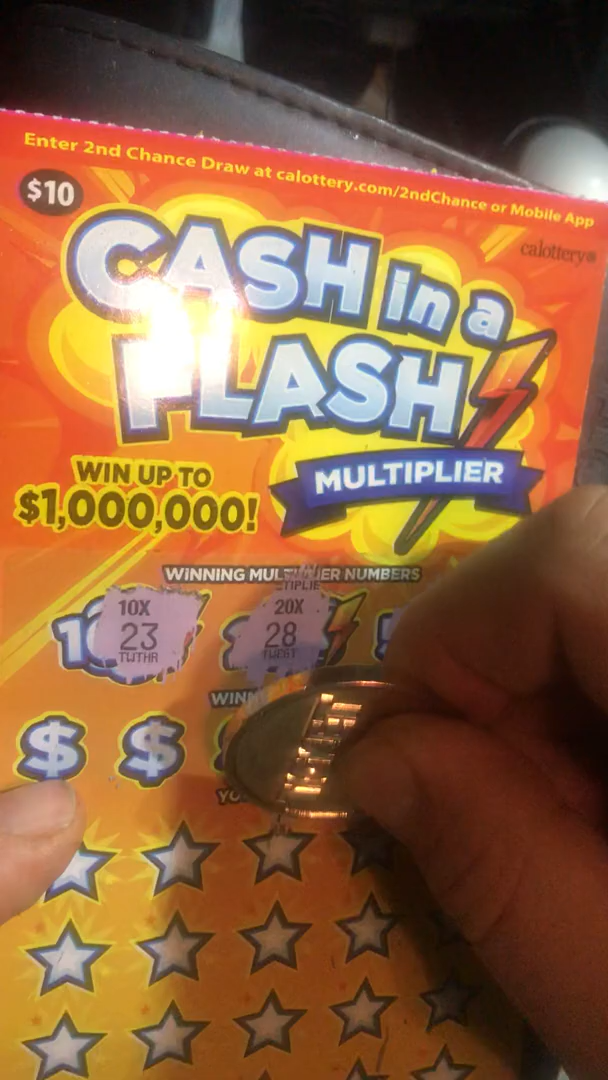 Enter 2nd Chance Draw at calottery.com/2ndChance or Mobile App
$10
calottery
CASH in a
FLASH
MULTIPLIER
WIN UP TO
$1,000,000!
NUMBERS
10X
23
TWTHR
20X
28
TWEGT
$ $